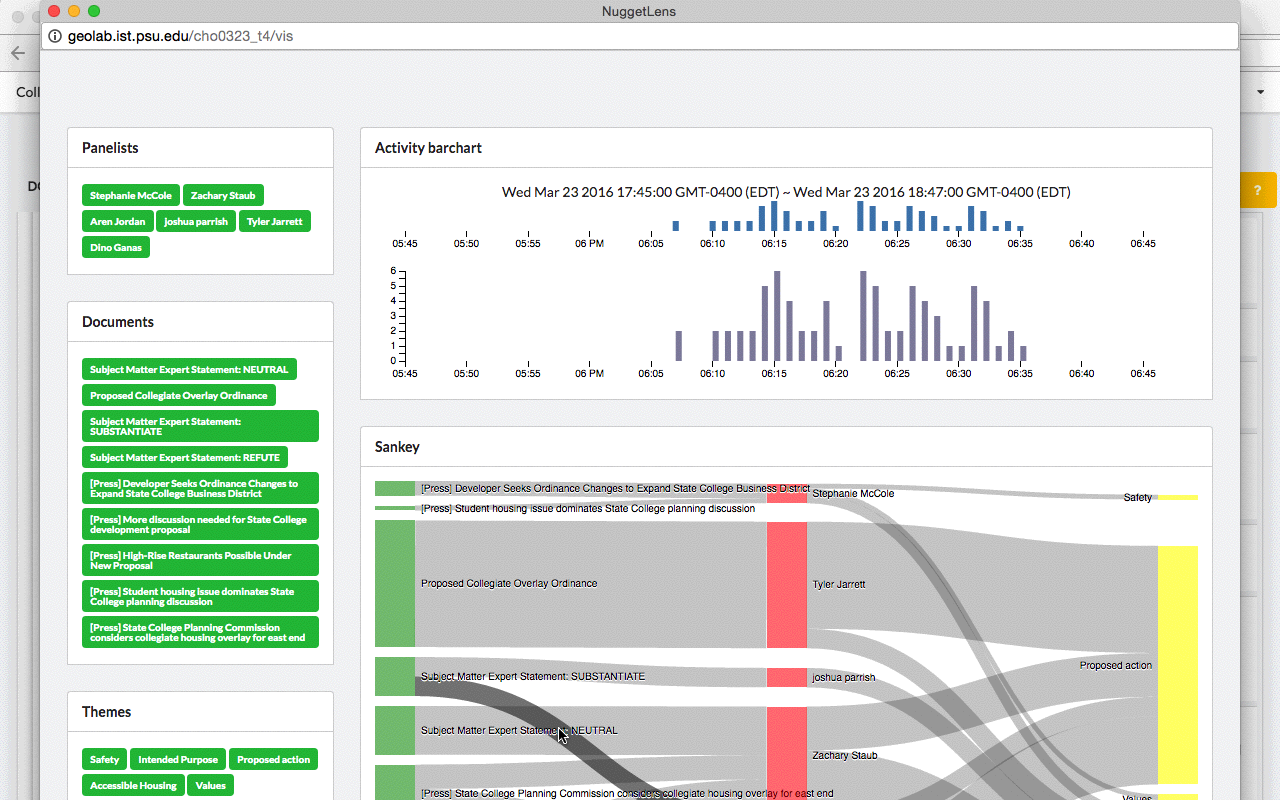 NuggetLens
geolab.ist.psu.edu/cho0323_t4/vis
Coll
DO
?
Panelists
Stephanie McCole
Zachary Staub
Aren Jordan
joshua parrish
Tyler Jarrett
Dino Ganas
Documents
Subject Matter Expert Statement: NEUTRAL
Proposed Collegiate Overlay Ordinance
Subject Matter Expert Statement:
SUBSTANTIATE
Subject Matter Expert Statement: REFUTE
[Press] Developer Seeks Ordinance Changes to
Expand State College Business District
[Press] More discussion needed for State College
development proposal
[Press] High-Rise Restaurants Possible Under
New Proposal
[Press] Student housing issue dominates State
College planning discussion
[Press] State College Planning Commission
considers collegiate housing overlay for east end
Themes
Safety
Intended Purpose
Proposed action
Accessible Housing
Values
Activity barchart
Wed Mar 23 2016 17:45:00 GMT-0400 (EDT) ~ Wed Mar 23 2016 18:47:00 GMT-0400 (EDT)
05:45 05:50 05:55 06 PM 06:05 06:10 06:15 06:20 06:25 06:30 06:35 06:40 06:45
6
5
4
3
2
1
0
05:45 05:50 05:55 06 PM 06:05 06:10 06:15 06:20 06:25 06:30 06:35 06:40 06:45
Sankey
[Press] Developer Seeks Ordinance Changes to Expand State College Business District
Stephanie McCole
Safety
[Press] Student housing issue dominates State College planning discussion
Proposed Collegiate Overlay Ordinance
Tyler Jarrett
Proposed action
Subject Matter Expert Statement: SUBSTANTIATE
joshua parrish
Subject Matter Expert Statement: NEUTRAL
Zachary Staub
[Press] State College Planning Commission considers collegiate housing overlay for east end
Values